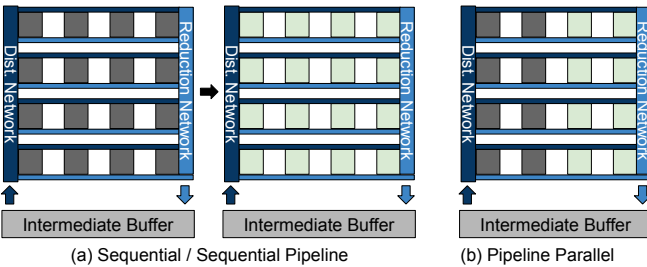 Dist. Network
Reduction Network
Dist. Network
Reduction Network
Dist. Network
Reduction Network
Intermediate Buffer
Intermediate Buffer
Intermediate Buffer
(a) Sequential / Sequential Pipeline
(b) Pipeline Parallel